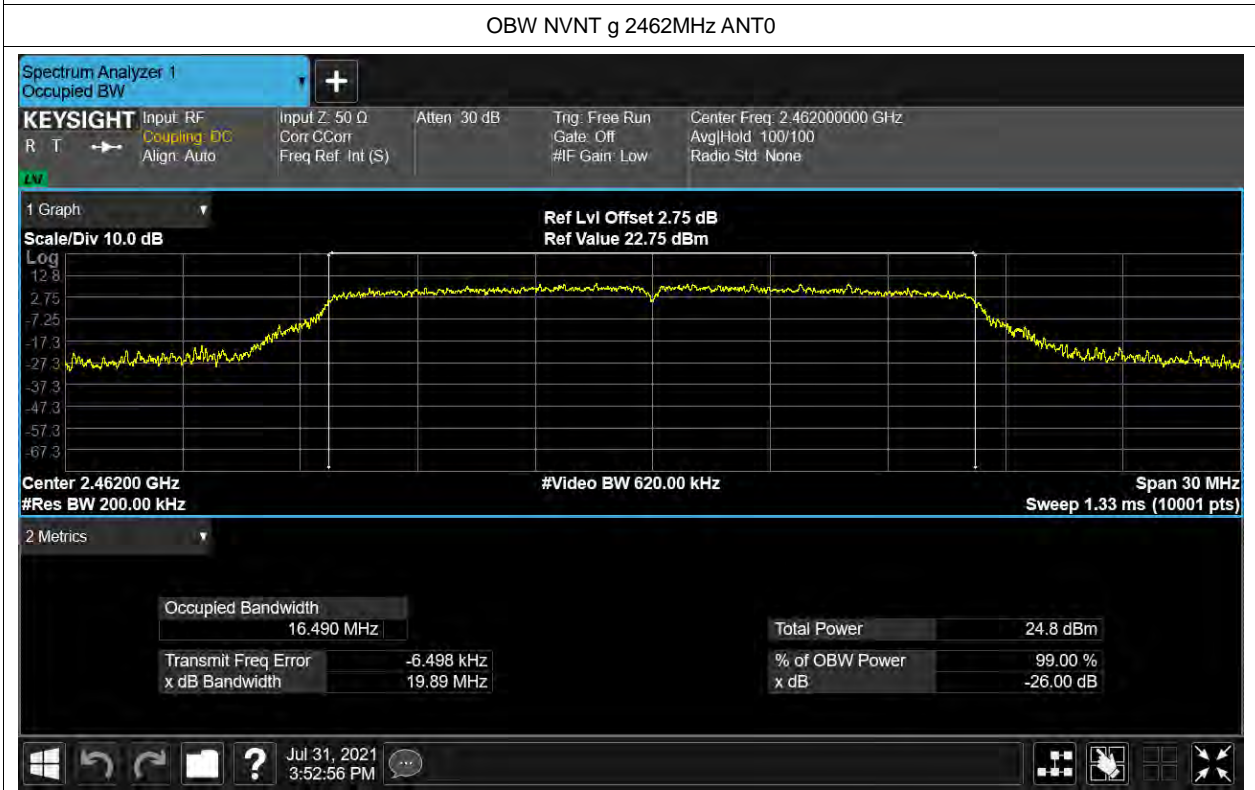 OBW NVNT g 2462MHz ANT0
Spectrum Analyzer 1
Occupied BW
KEYSIGHT
R T
Input: RF
Coupling: DC
Align: Auto
Input Z: 50 Ω
Corr CCorr
Freq Ref: Int (S)
Atten: 30 dB
Trig: Free Run
Gate: Off
#IF Gain: Low
Center Freq: 2.462000000 GHz
Avg|Hold: 100/100
Radio Std: None
1 Graph
Scale/Div 10.0 dB
Ref Lvl Offset 2.75 dB
Ref Value 22.75 dBm
Log
12.8
2.75
-7.25
-17.3
-27.3
-37.3
-47.3
-57.3
-67.3
Center 2.46200 GHz
#Video BW 620.00 kHz
Span 30 MHz
#Res BW 200.00 kHz
Sweep 1.33 ms (10001 pts)
2 Metrics
Occupied Bandwidth
16.490 MHz
Total Power 24.8 dBm
Transmit Freq Error -6.498 kHz
% of OBW Power 99.00 %
x dB Bandwidth 19.89 MHz
x dB -26.00 dB
?
Jul 31, 2021
3:52:56 PM